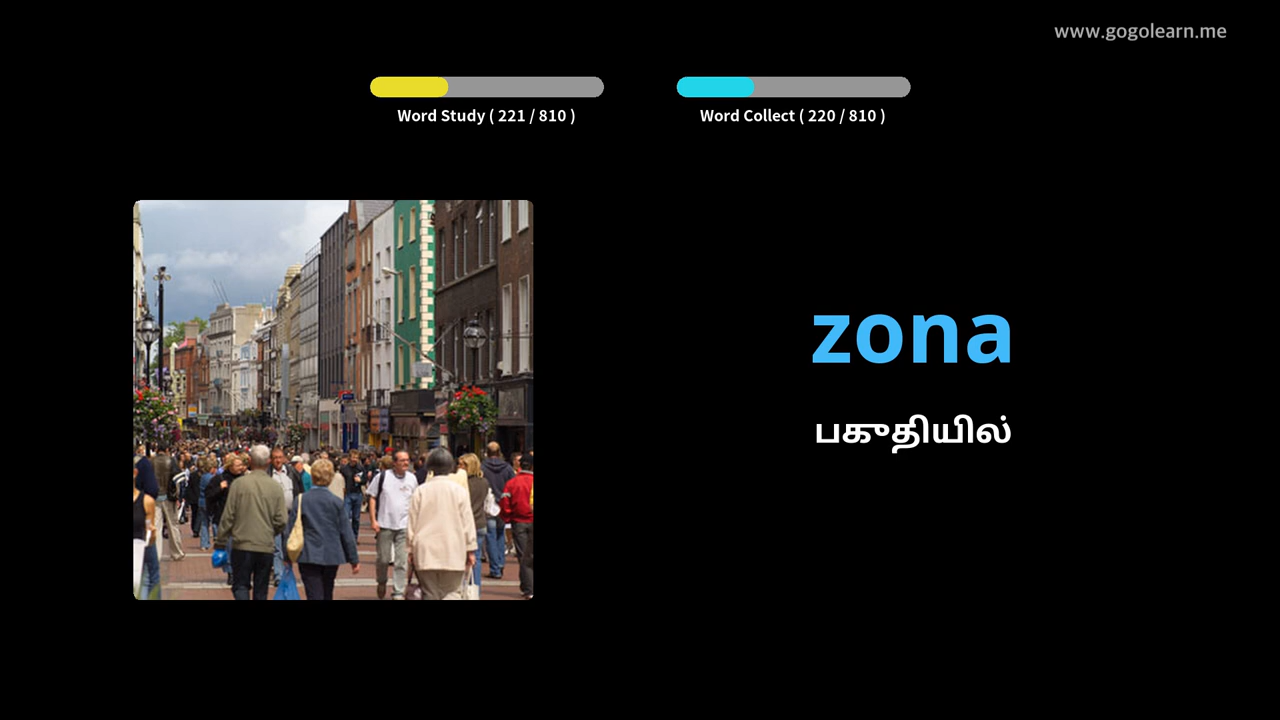 www.gogolearn.me
Word Study ( 221 / 810 )
Word Collect ( 220 / 810 )
zona
பகுதியில்